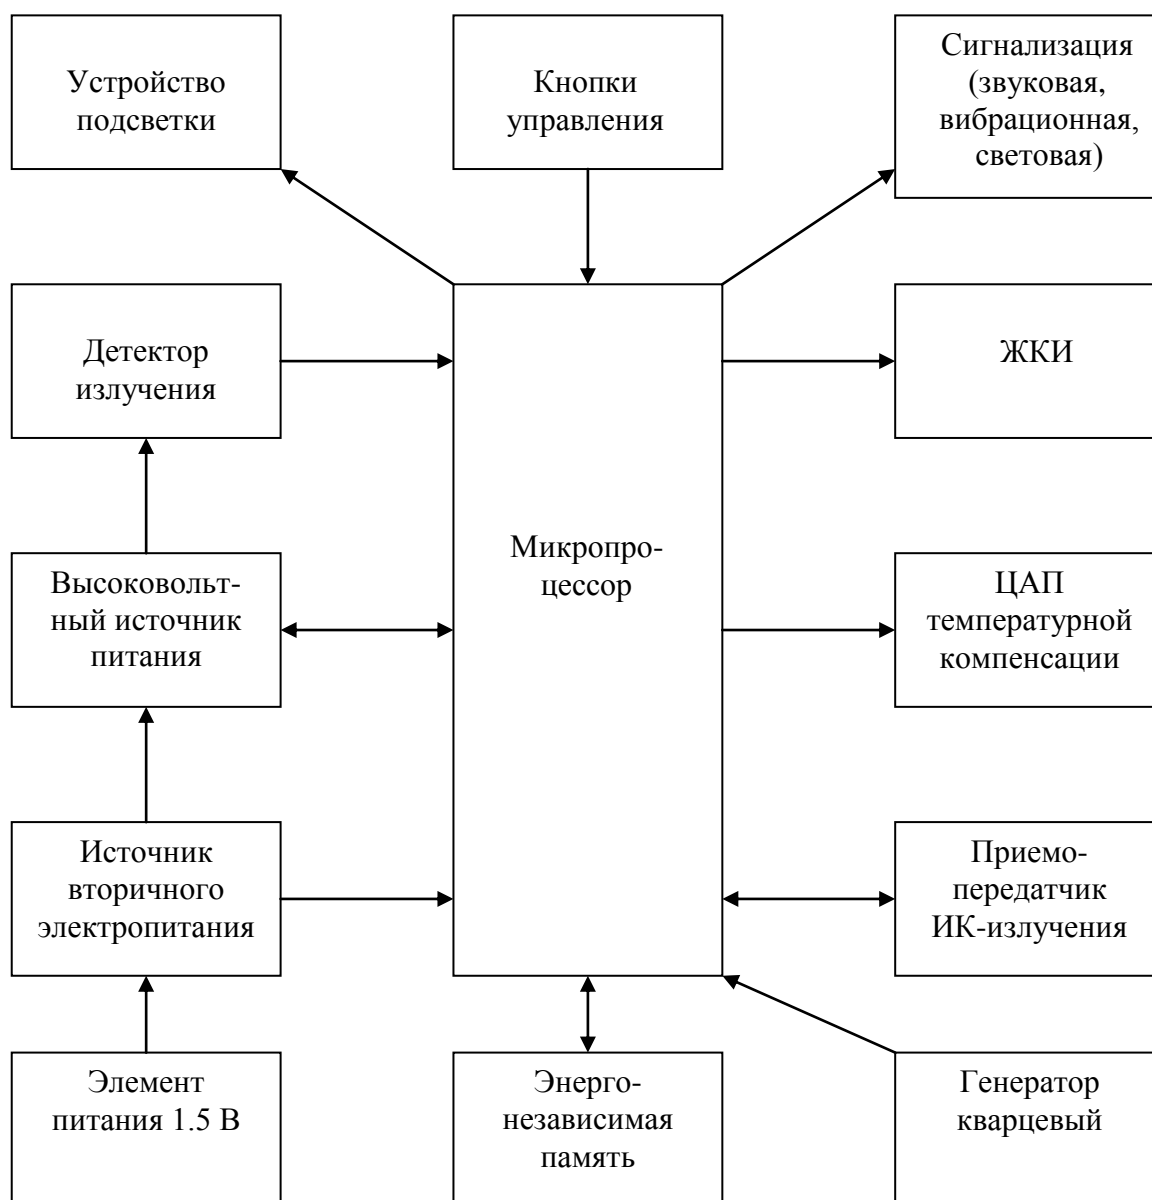 Устройство
подсветки
Кнопки
управления
Сигнализация
(звуковая,
вибрационная,
световая)
Детектор
излучения
ЖКИ
Микропро-
цессор
Высоковольт-
ный источник
питания
ЦАП
температурной
компенсации
Источник
вторичного
электропитания
Приемо-
передатчик
ИК-излучения
Элемент
питания 1.5 В
Энерго-
независимая
память
Генератор
кварцевый